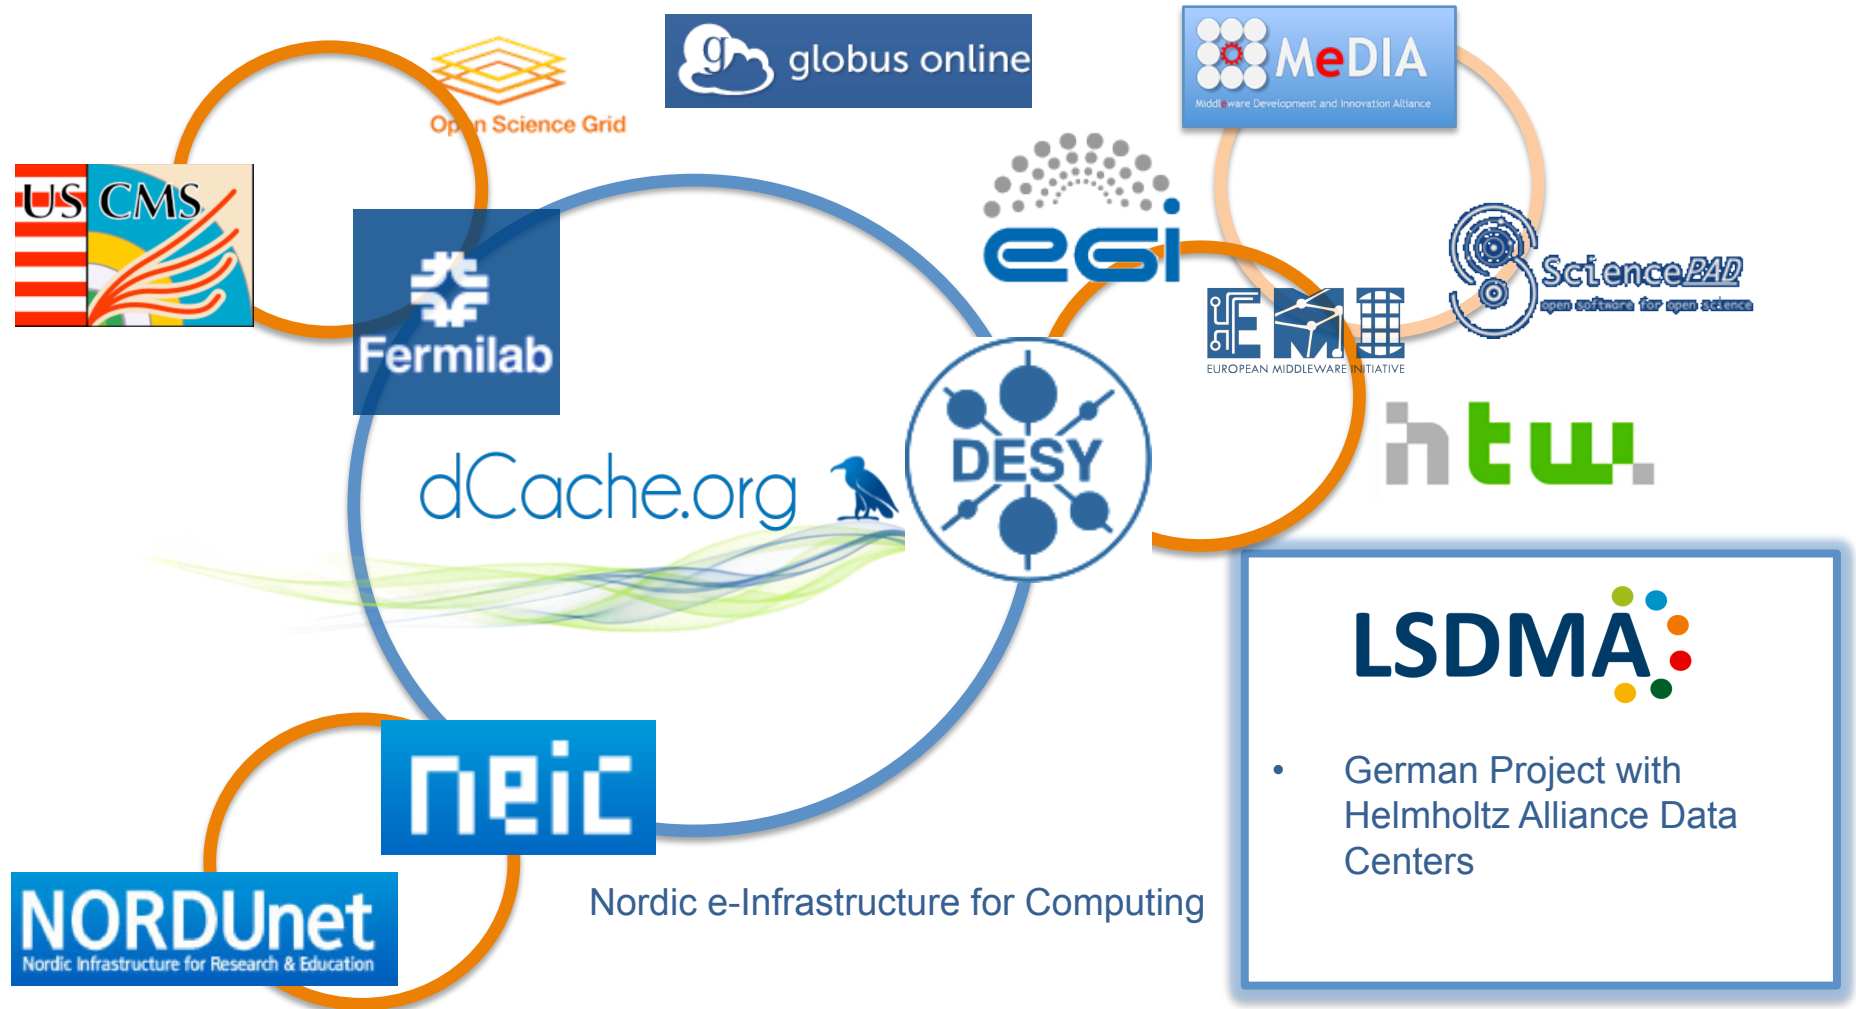 Open Science Grid
g
globus online
MeDIA
Middleware Development and Innovation Alliance
US CMS
Fermilab
egi
SciencePAD
open software for open science
EMI
EUROPEAN MIDDLEWARE INITIATIVE
dCache.org
DESY
htw.
LSDMA
• German Project with
Helmholtz Alliance Data
Centers
neic
Nordic e-Infrastructure for Computing
NORDUnet
Nordic Infrastructure for Research & Education